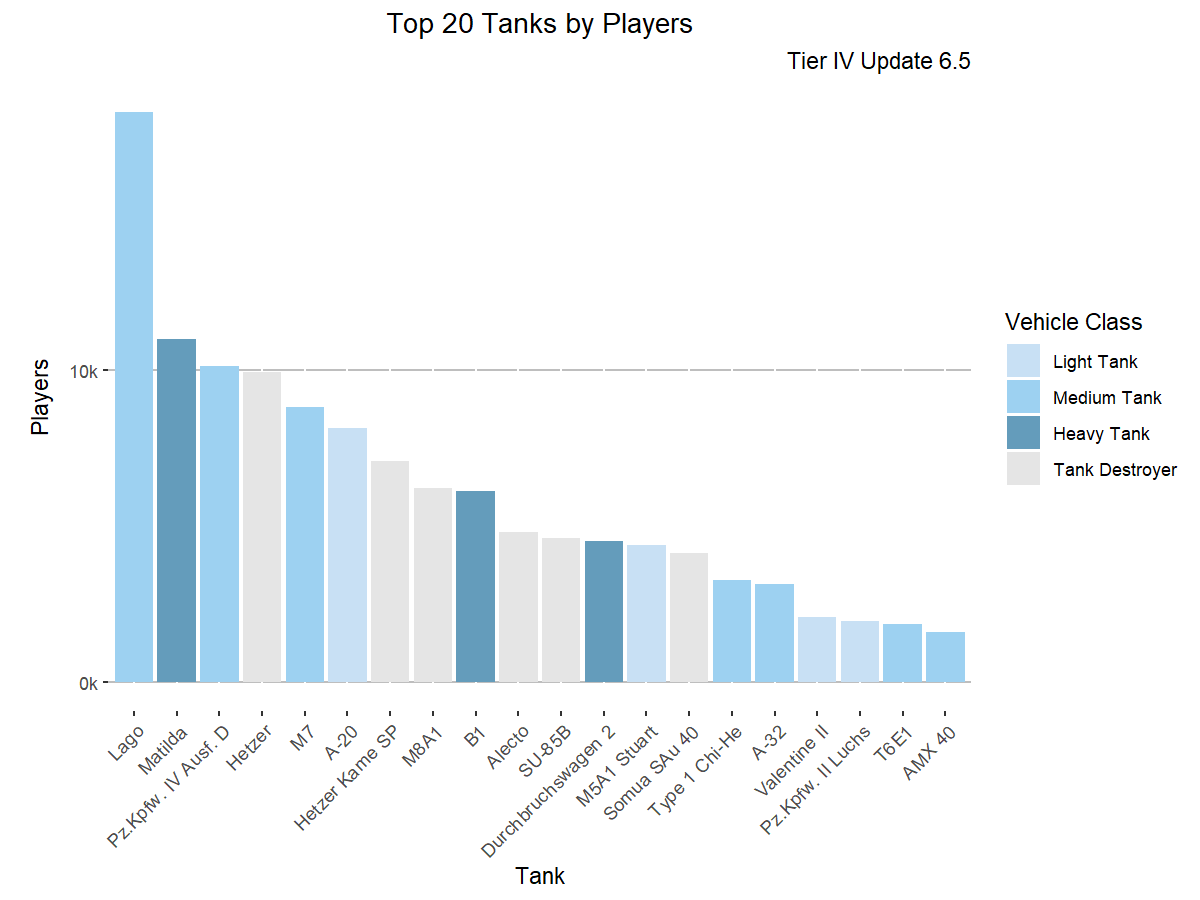 Top 20 Tanks by Players
Tier IV Update 6.5
Players
10k
0k
Lago
Matilda
Pz.Kpfw. IV Ausf. D
Hetzer
M7
A-20
Hetzer Kame SP
M8A1
B1
Alecto
SU-85B
Durchbruchswagen 2
M5A1 Stuart
Somua SAu 40
Type 1 Chi-He
A-32
Valentine II
Pz.Kpfw. II Luchs
T6E1
AMX 40
Tank
Vehicle Class
Light Tank
Medium Tank
Heavy Tank
Tank Destroyer